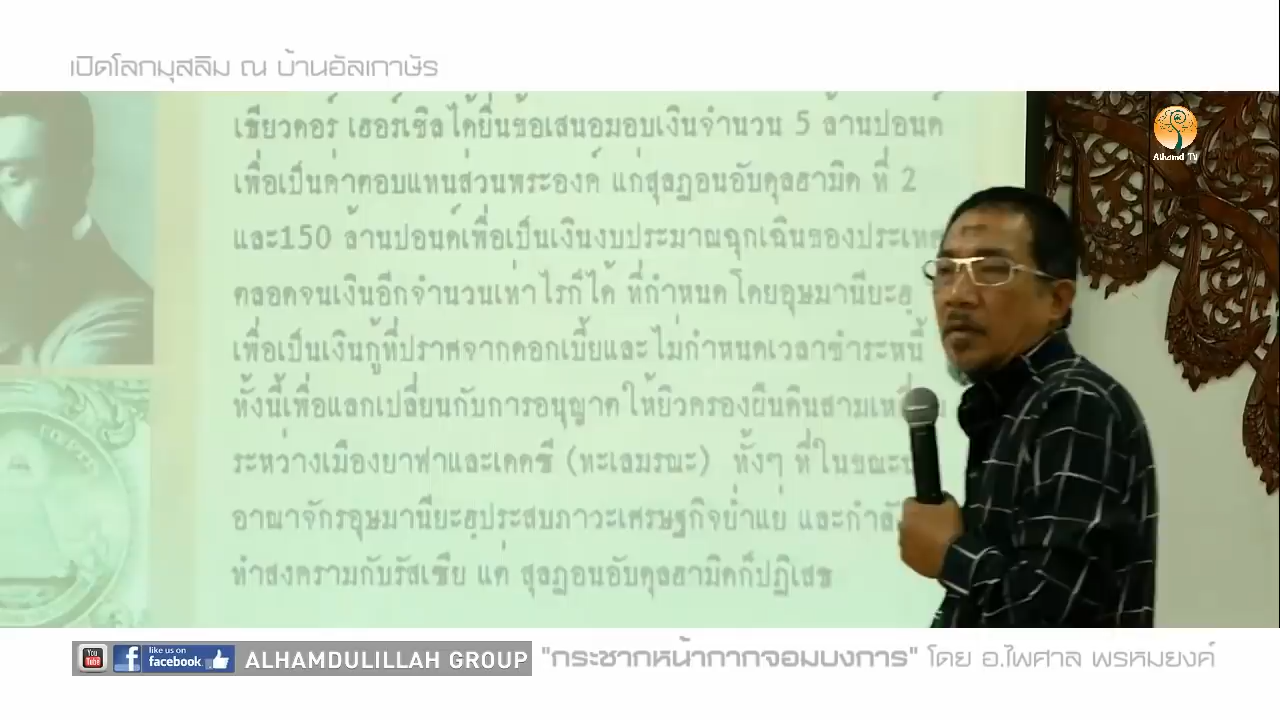 เปิดโลกมุสลิม ณ บ้านอัลเกาษัร
Alhamd TV
เธียวดอร์ เฮอร์เซิลได้ยื่นข้อเสนอมอบเงินจำนวน 5 ล้านปอนด์
เพื่อเป็นค่าตอบแทนส่วนพระองค์ แก่สุลฏอนอับดุลฮามิด ที่ 2
และ150 ล้านปอนด์เพื่อเป็นเงินงบประมาณฉุกเฉินของประเทศ
ตลอดจนเงินอีกจำนวนเท่าไรก็ได้ ที่กำหนดโดยอุษมานียะฮฺ
เพื่อเป็นเงินกู้ที่ปราศจากดอกเบี้ยและไม่กำหนดเวลาชำระหนี้
ทั้งนี้เพื่อแลกเปลี่ยนกับการอนุญาตให้ยิวครองผืนดินสามเหลี่ยม
ระหว่างเมืองยาฟาและเดดซี (ทะเลมรณะ) ทั้งๆ ที่ในขณะนั้น
อาณาจักรอุษมานียะฮฺประสบภาวะเศรษฐกิจย่ำแย่ และกำลัง
ทำสงครามกับรัสเซีย แต่ สุลฏอนอับดุลฮามิดก็ปฏิเสธ
You Tube like us on facebook ALHAMDULILLAH GROUP "กระชากหน้ากากจอมบงการ" โดย อ.ไพศาล พรหมยงค์